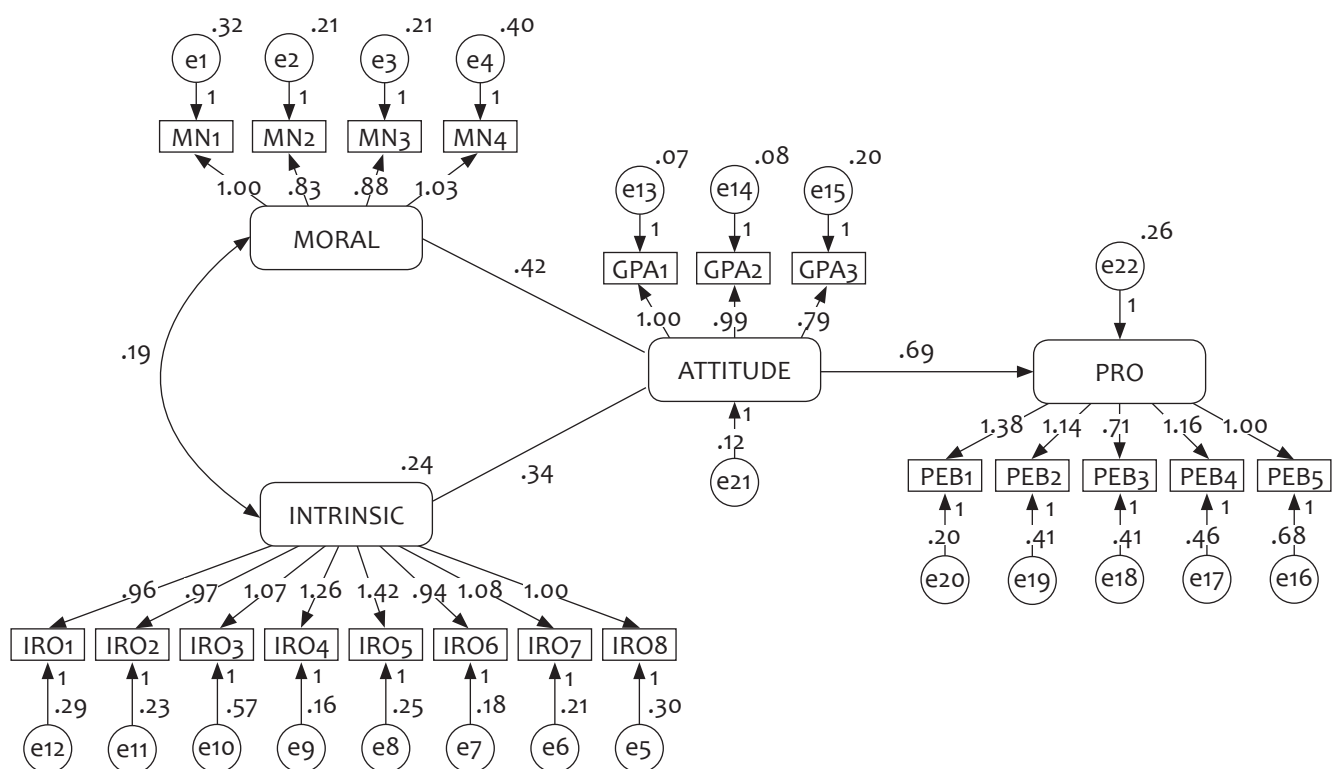 .32 .21 .21 .40
e1 e2 e3 e4
1 1 1 1
MN1 MN2 MN3 MN4
1.00 .83 .88 1.03
MORAL
.07 .08 .20
e13 e14 e15
1 1 1
GPA1 GPA2 GPA3
1.00 .99 .79
.42
.26
e22
1
.19
ATTITUDE
.69
PRO
1
.12
e21
.34
.24
INTRINSIC
1.38 1.14 .71 1.16 1.00
PEB1 PEB2 PEB3 PEB4 PEB5
1 1 1 1 1
.20 .41 .41 .46 .68
e20 e19 e18 e17 e16
.96 .97 1.07 1.26 1.42 .94 1.08 1.00
IRO1 IRO2 IRO3 IRO4 IRO5 IRO6 IRO7 IRO8
1 1 1 1 1 1 1 1
.29 .23 .57 .16 .25 .18 .21 .30
e12 e11 e10 e9 e8 e7 e6 e5